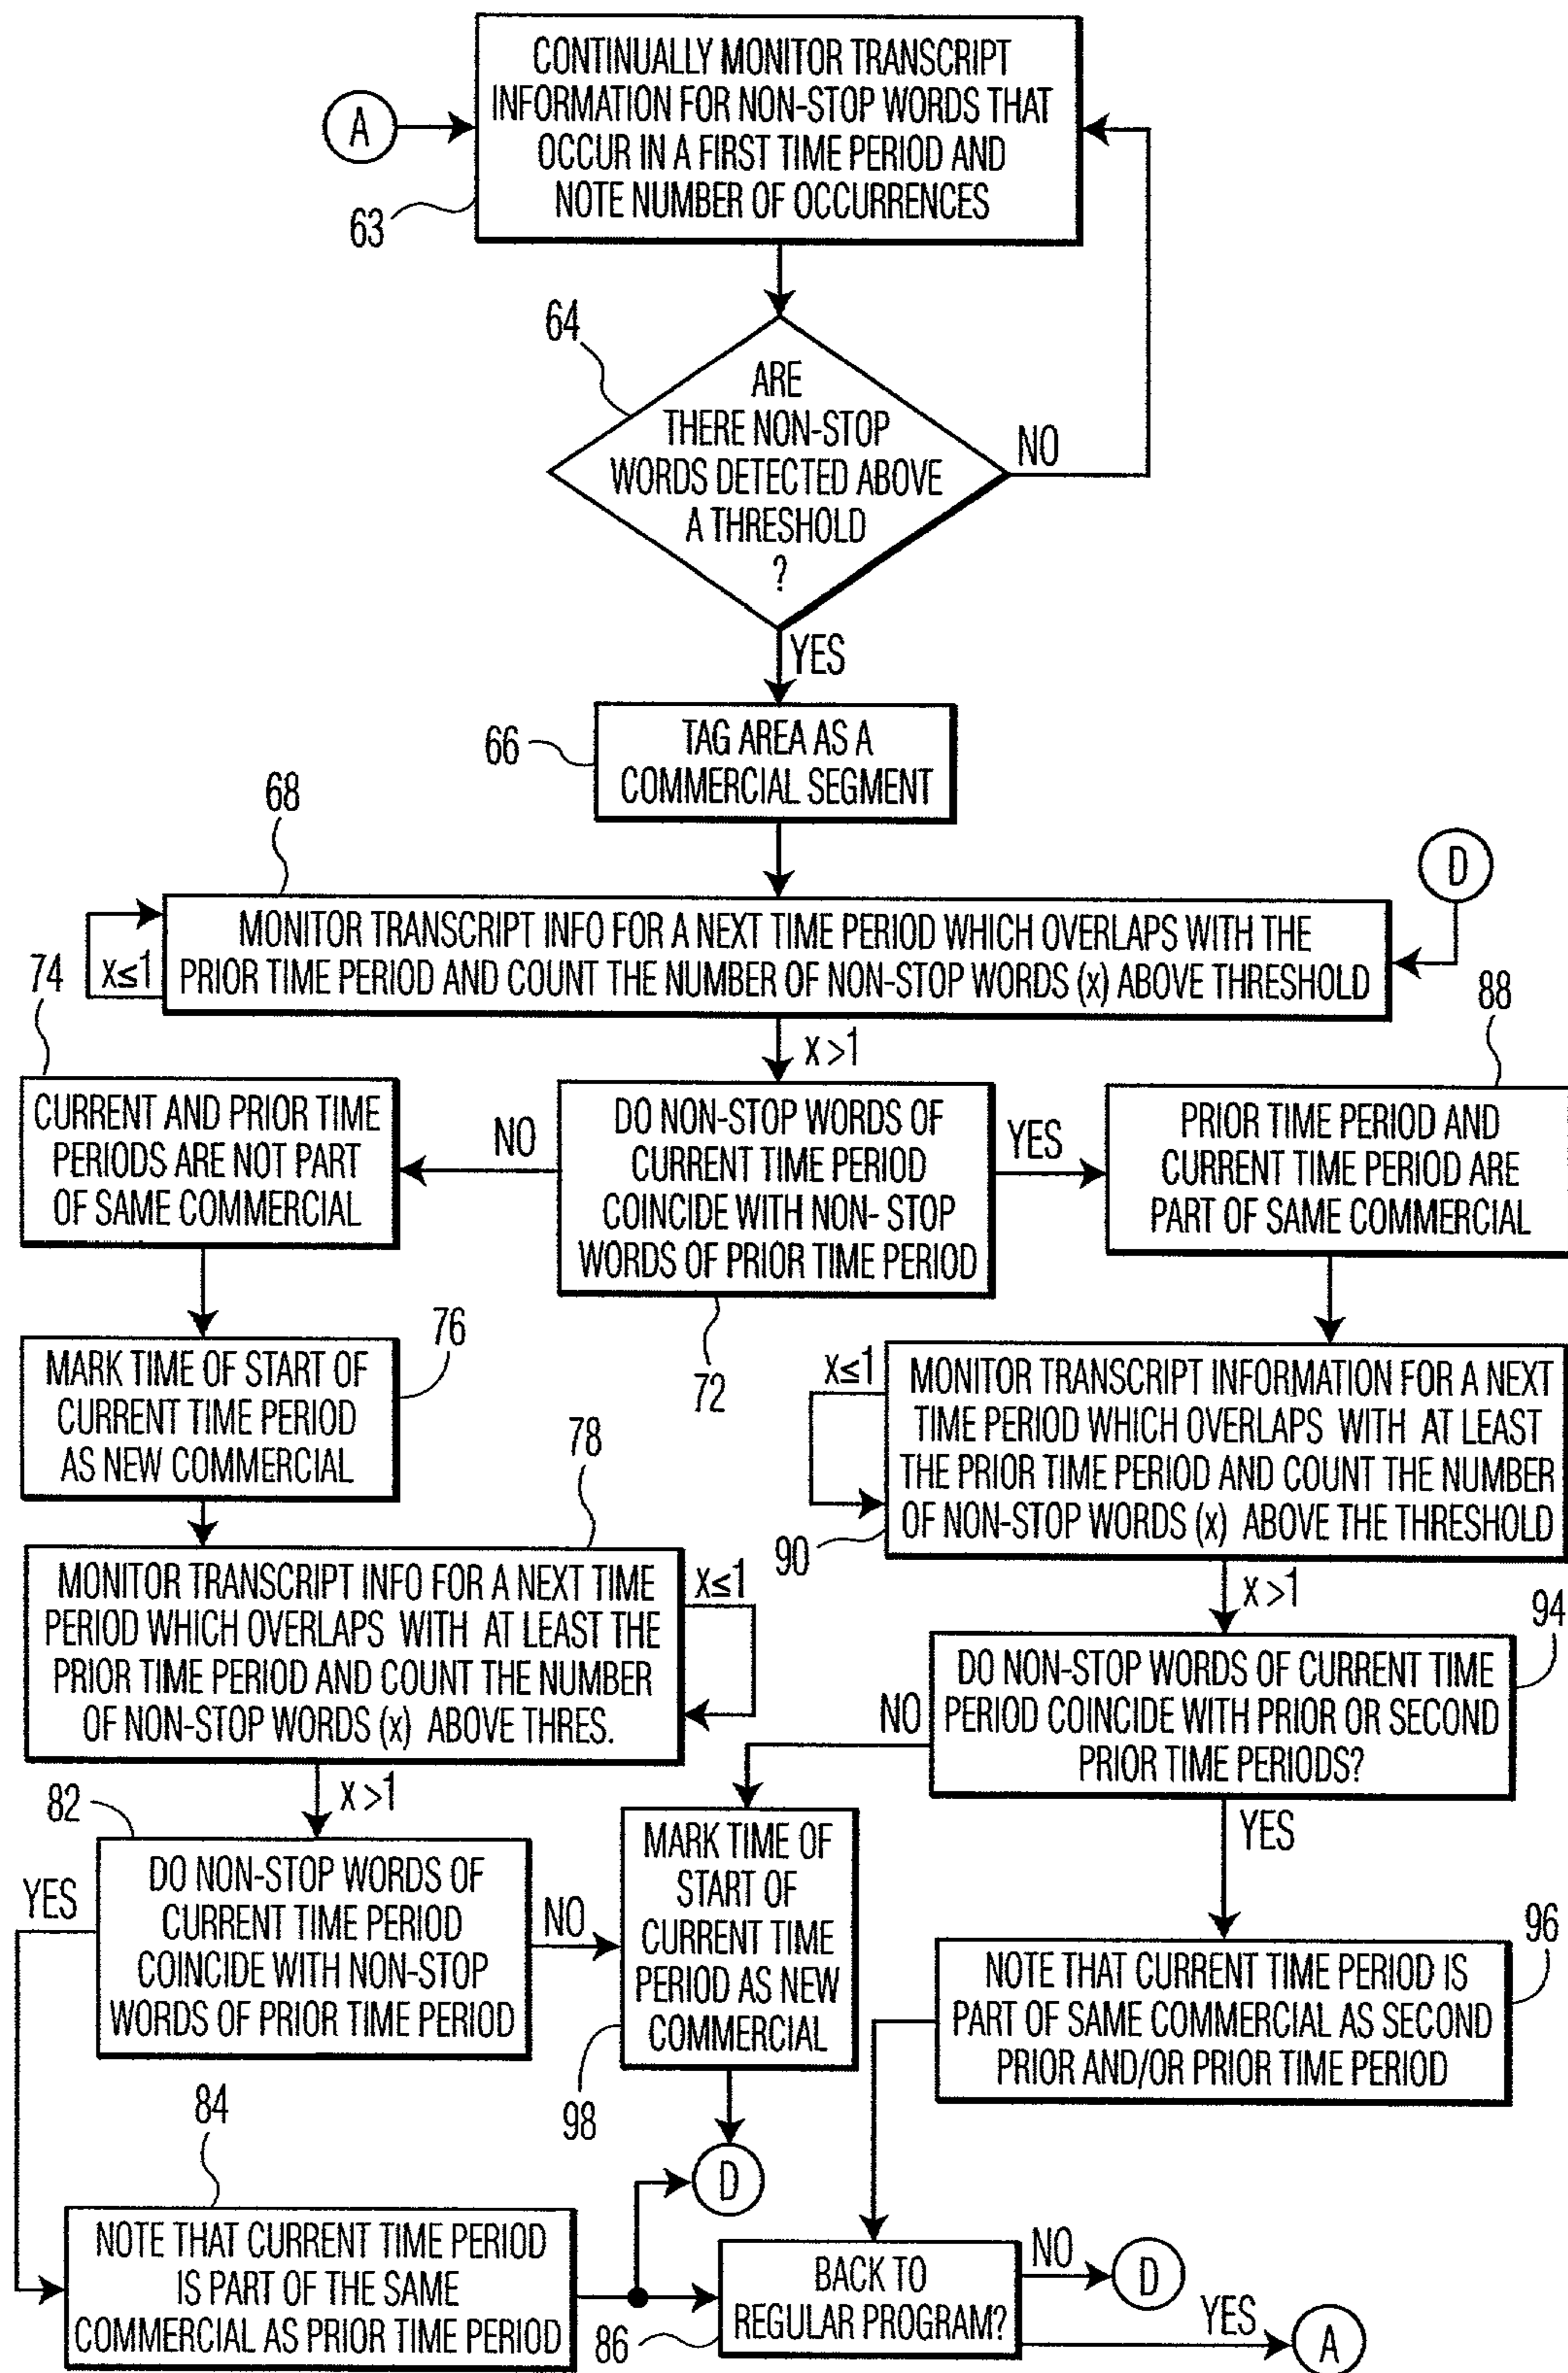 CONTINUALLY MONITOR TRANSCRIPT
INFORMATION FOR NON-STOP WORDS THAT
OCCUR IN A FIRST TIME PERIOD AND
NOTE NUMBER OF OCCURRENCES
A
63
64
ARE
THERE NON-STOP
WORDS DETECTED ABOVE
A THRESHOLD
?
NO
YES
66
TAG AREA AS A
COMMERCIAL SEGMENT
68
D
MONITOR TRANSCRIPT INFO FOR A NEXT TIME PERIOD WHICH OVERLAPS WITH THE
PRIOR TIME PERIOD AND COUNT THE NUMBER OF NON-STOP WORDS (x) ABOVE THRESHOLD
x≤1
x>1
74
CURRENT AND PRIOR TIME
PERIODS ARE NOT PART
OF SAME COMMERCIAL
NO
DO NON-STOP WORDS OF
CURRENT TIME PERIOD
COINCIDE WITH NON- STOP
WORDS OF PRIOR TIME PERIOD
72
YES
88
PRIOR TIME PERIOD AND
CURRENT TIME PERIOD ARE
PART OF SAME COMMERCIAL
76
MARK TIME OF START OF
CURRENT TIME PERIOD
AS NEW COMMERCIAL
x≤1
MONITOR TRANSCRIPT INFORMATION FOR A NEXT
TIME PERIOD WHICH OVERLAPS WITH AT LEAST
THE PRIOR TIME PERIOD AND COUNT THE NUMBER
OF NON-STOP WORDS (x) ABOVE THE THRESHOLD
90
x>1
78
MONITOR TRANSCRIPT INFO FOR A NEXT TIME
PERIOD WHICH OVERLAPS WITH AT LEAST THE
PRIOR TIME PERIOD AND COUNT THE NUMBER
OF NON-STOP WORDS (x) ABOVE THRES.
x≤1
x>1
94
DO NON-STOP WORDS OF CURRENT TIME
PERIOD COINCIDE WITH PRIOR OR SECOND
PRIOR TIME PERIODS?
NO
YES
82
DO NON-STOP WORDS OF
CURRENT TIME PERIOD
COINCIDE WITH NON-STOP
WORDS OF PRIOR TIME PERIOD
YES
NO
MARK TIME OF
START OF
CURRENT TIME
PERIOD AS NEW
COMMERCIAL
98
D
96
NOTE THAT CURRENT TIME PERIOD IS
PART OF SAME COMMERCIAL AS SECOND
PRIOR AND/OR PRIOR TIME PERIOD
84
NOTE THAT CURRENT TIME PERIOD
IS PART OF THE SAME
COMMERCIAL AS PRIOR TIME PERIOD
86
BACK TO
REGULAR PROGRAM?
NO
D
YES
A